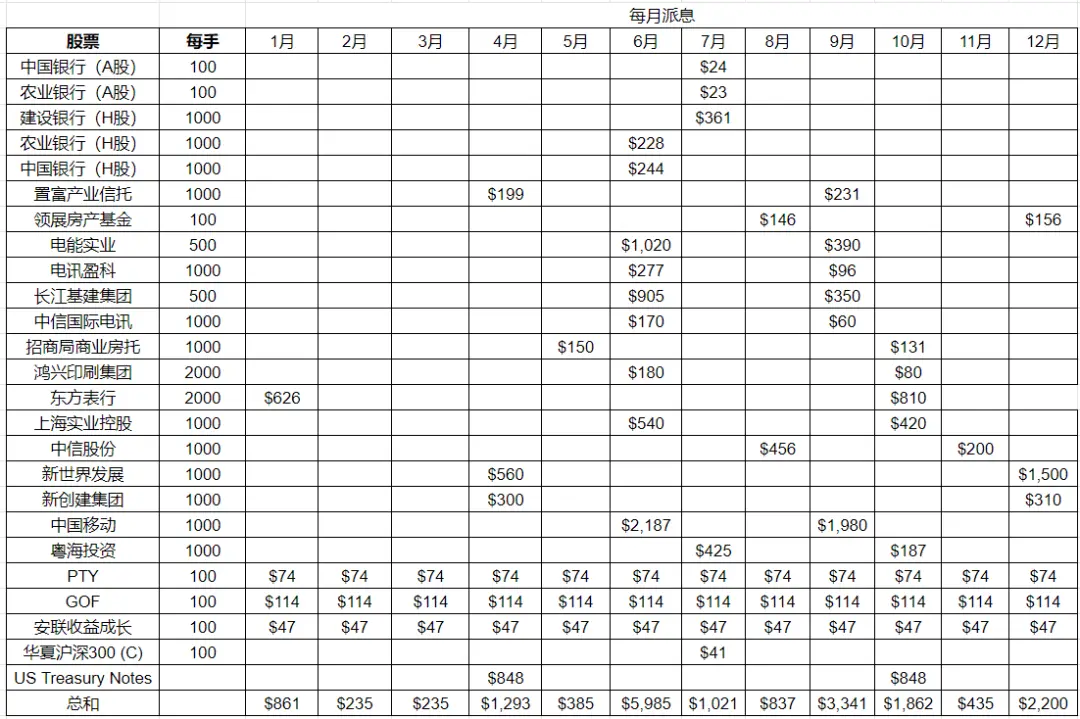 每月派息
股票 每手 1月 2月 3月 4月 5月 6月 7月 8月 9月 10月 11月 12月
中国银行（A股） 100 $24
农业银行（A股） 100 $23
建设银行（H股） 1000 $361
农业银行（H股） 1000 $228
中国银行（H股） 1000 $244
置富产业信托 1000 $199 $231
领展房产基金 100 $146 $156
电能实业 500 $1,020 $390
电讯盈科 1000 $277 $96
长江基建集团 500 $905 $350
中信国际电讯 1000 $170 $60
招商局商业房托 1000 $150 $131
鸿兴印刷集团 2000 $180 $80
东方表行 2000 $626 $810
上海实业控股 1000 $540 $420
中信股份 1000 $456 $200
新世界发展 1000 $560 $1,500
新创建集团 1000 $300 $310
中国移动 1000 $2,187 $1,980
粤海投资 1000 $425 $187
PTY 100 $74 $74 $74 $74 $74 $74 $74 $74 $74 $74 $74 $74
GOF 100 $114 $114 $114 $114 $114 $114 $114 $114 $114 $114 $114 $114
安联收益成长 100 $47 $47 $47 $47 $47 $47 $47 $47 $47 $47 $47 $47
华夏沪深300 (C) 100 $41
US Treasury Notes $848 $848
总和 $861 $235 $235 $1,293 $385 $5,985 $1,021 $837 $3,341 $1,862 $435 $2,200